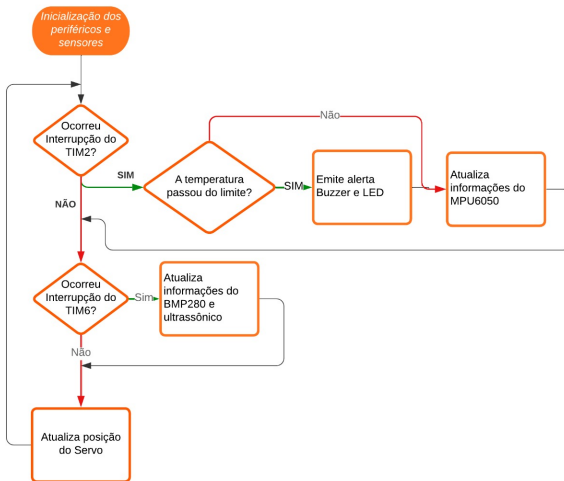 Inicialização dos
periféricos e
sensores
Ocorreu
Interrupção do
TIM2?
SIM
NÃO
A temperatura
passou do limite?
Não
SIM
Emite alerta
Buzzer e LED
Atualiza
informações do
MPU6050
Ocorreu
Interrupção do
TIM6?
Sim
Não
Atualiza
informações do
BMP280 e
ultrassônico
Atualiza posição
do Servo